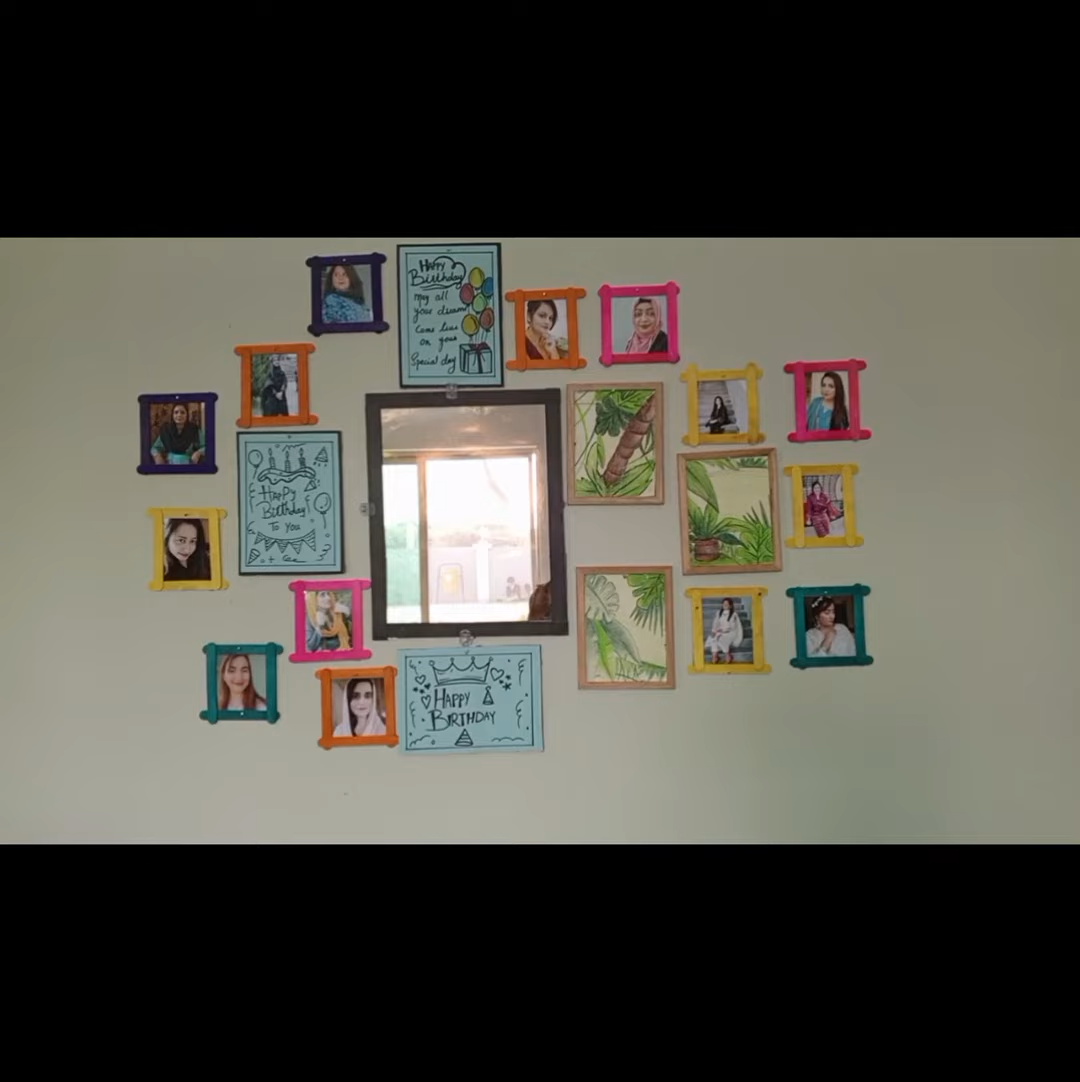 Happy
Birthday
may all
your dreams
Come true
on your
Special day
Happy
Birthday
To you
Happy
Birthday